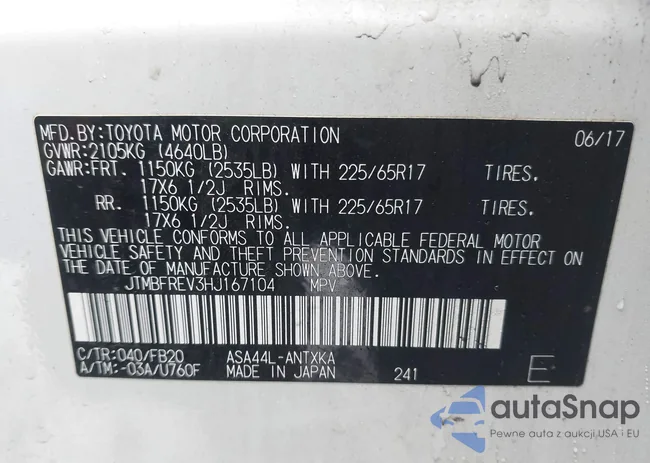 MFD.BY:TOYOTA MOTOR CORPORATION 06/17
GVWR:2105KG (4640LB)
GAWR:FRT. 1150KG (2535LB) WITH 225/65R17 TIRES.
17X6 1/2J RIMS.
RR. 1150KG (2535LB) WITH 225/65R17 TIRES.
17X6 1/2J RIMS.
THIS VEHICLE CONFORMS TO ALL APPLICABLE FEDERAL MOTOR
VEHICLE SAFETY AND THEFT PREVENTION STANDARDS IN EFFECT ON
THE DATE OF MANUFACTURE SHOWN ABOVE.
JTMBFREV3HJ167104 MPV
C/TR:040/FB20 ASA44L-ANTXKA
A/TM:-03A/U760F MADE IN JAPAN 241 E
autaSnap
Pewne auta z aukcji USA i EU